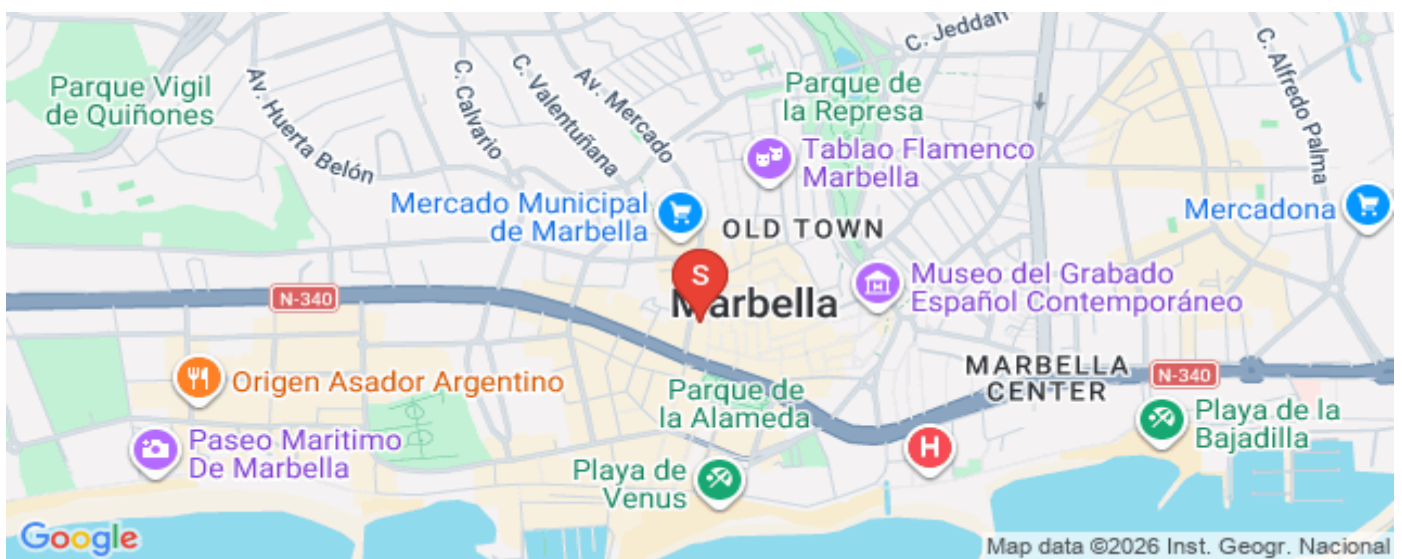 C. Jeddah
Parque Vigil
de Quiñones
Av. Huerta Belón
C. Calvario
C. Valentuñana
Av. Mercado
Parque de
la Represa
C. Alfredo Palma
Tablao Flamenco
Marbella
Mercado Municipal
de Marbella
OLD TOWN
Mercadona
S
Marbella
Museo del Grabado
Español Contemporáneo
N-340
Origen Asador Argentino
Parque de
la Alameda
MARBELLA
CENTER
N-340
Paseo Maritimo
De Marbella
Playa de
Venus
H
Playa de la
Bajadilla
Google
Map data ©2026 Inst. Geogr. Nacional